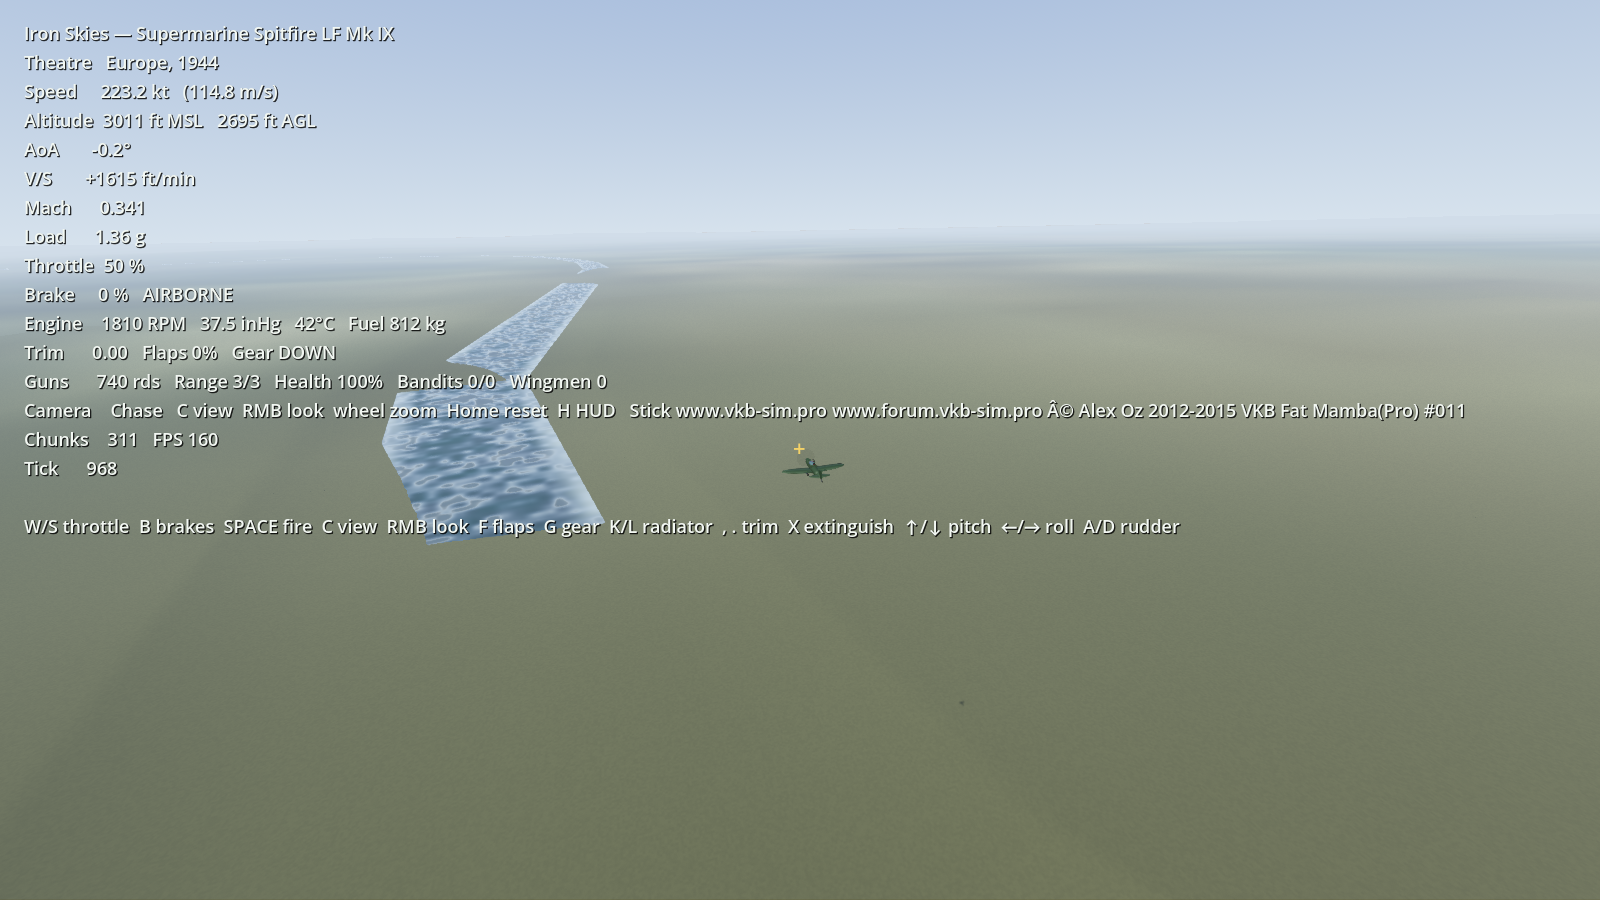 Iron Skies — Supermarine Spitfire LF Mk IX
Theatre Europe, 1944
Speed 223.2 kt (114.8 m/s)
Altitude 3011 ft MSL 2695 ft AGL
AoA -0.2°
V/S +1615 ft/min
Mach 0.341
Load 1.36 g
Throttle 50 %
Brake 0 % AIRBORNE
Engine 1810 RPM 37.5 inHg 42°C Fuel 812 kg
Trim 0.00 Flaps 0% Gear DOWN
Guns 740 rds Range 3/3 Health 100% Bandits 0/0 Wingmen 0
Camera Chase C view RMB look wheel zoom Home reset H HUD Stick www.vkb-sim.pro www.forum.vkb-sim.pro Â© Alex Oz 2012-2015 VKB Fat Mamba(Pro) #011
Chunks 311 FPS 160
Tick 968
W/S throttle B brakes SPACE fire C view RMB look F flaps G gear K/L radiator , . trim X extinguish ↑/↓ pitch ←/→ roll A/D rudder